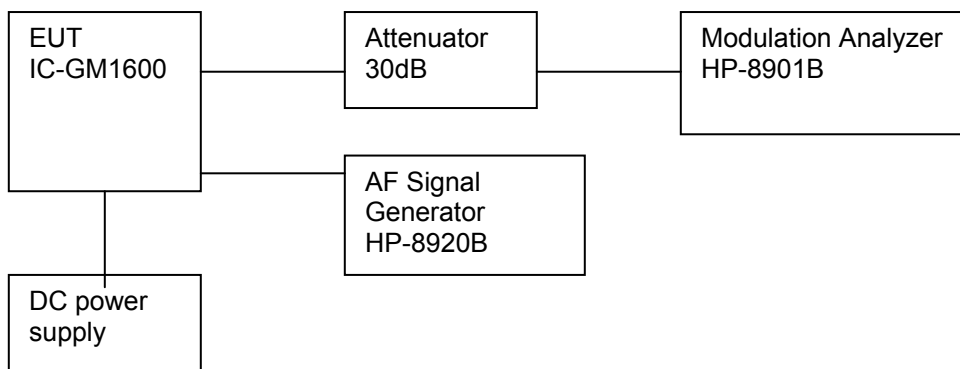 EUT
IC-GM1600
Attenuator
30dB
Modulation Analyzer
HP-8901B
AF Signal
Generator
HP-8920B
DC power
supply